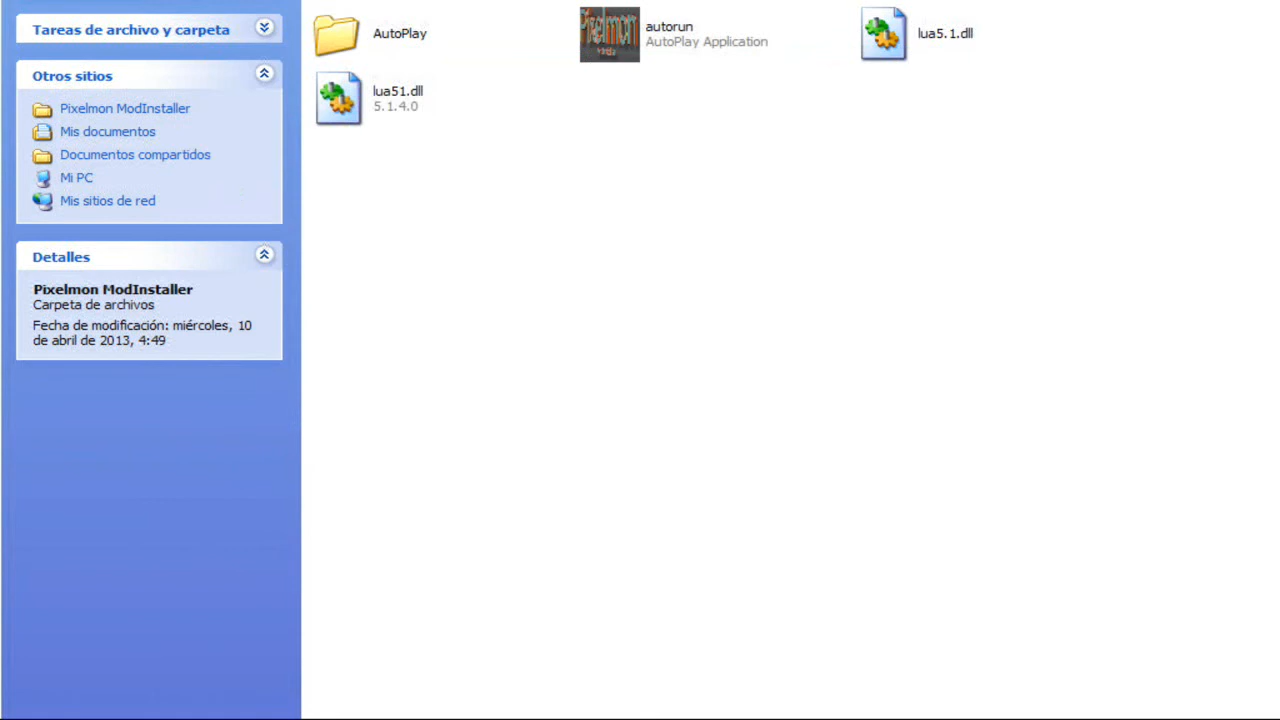 Tareas de archivo y carpeta
Otros sitios
Pixelmon ModInstaller
Mis documentos
Documentos compartidos
Mi PC
Mis sitios de red
Detalles
Pixelmon ModInstaller
Carpeta de archivos
Fecha de modificación: miércoles, 10
de abril de 2013, 4:49
AutoPlay
Pixelmon
autorun
AutoPlay Application
lua5.1.dll
lua51.dll
5.1.4.0